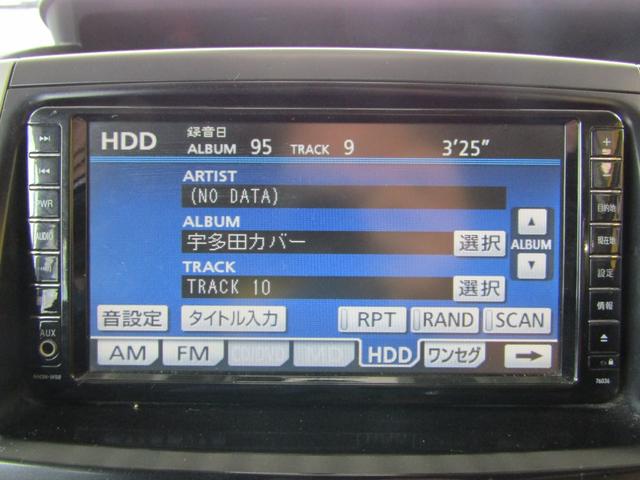 HDD
録音日
ALBUM 95 TRACK 9 3'25"
ARTIST
(NO DATA)
ALBUM
宇多田カバー
選択
▲
ALBUM
▼
TRACK
TRACK 10
選択
音設定
タイトル入力
RPT
RAND
SCAN
AM
FM
HDD
ワンセグ
PWR
AUDIO
AUX
目的地
現在地
設定
情報
76036